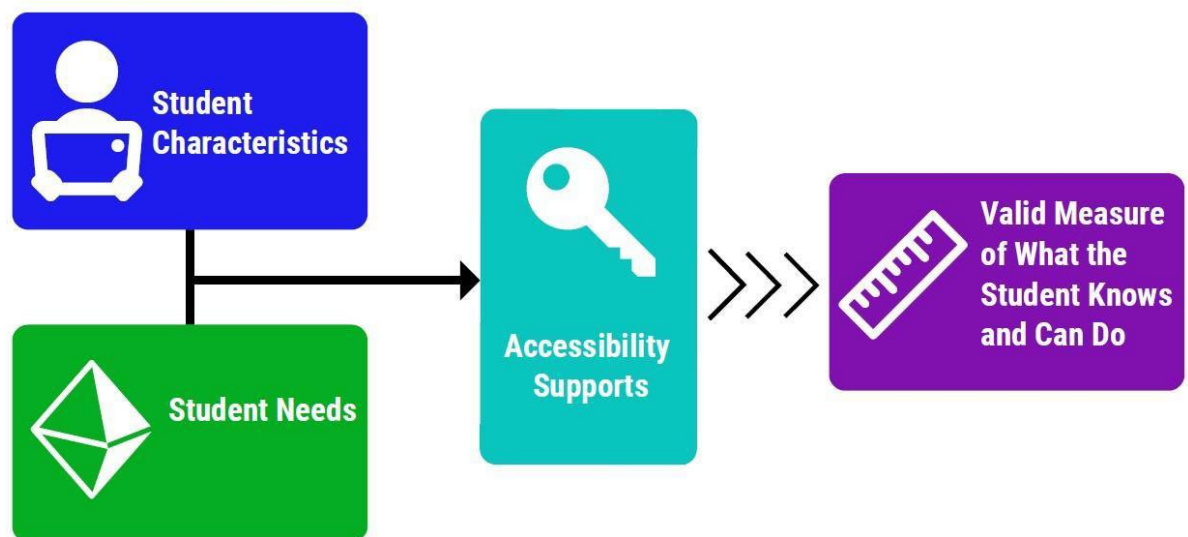 Student
Characteristics
Student Needs
Accessibility
Supports
Valid Measure
of What the
Student Knows
and Can Do